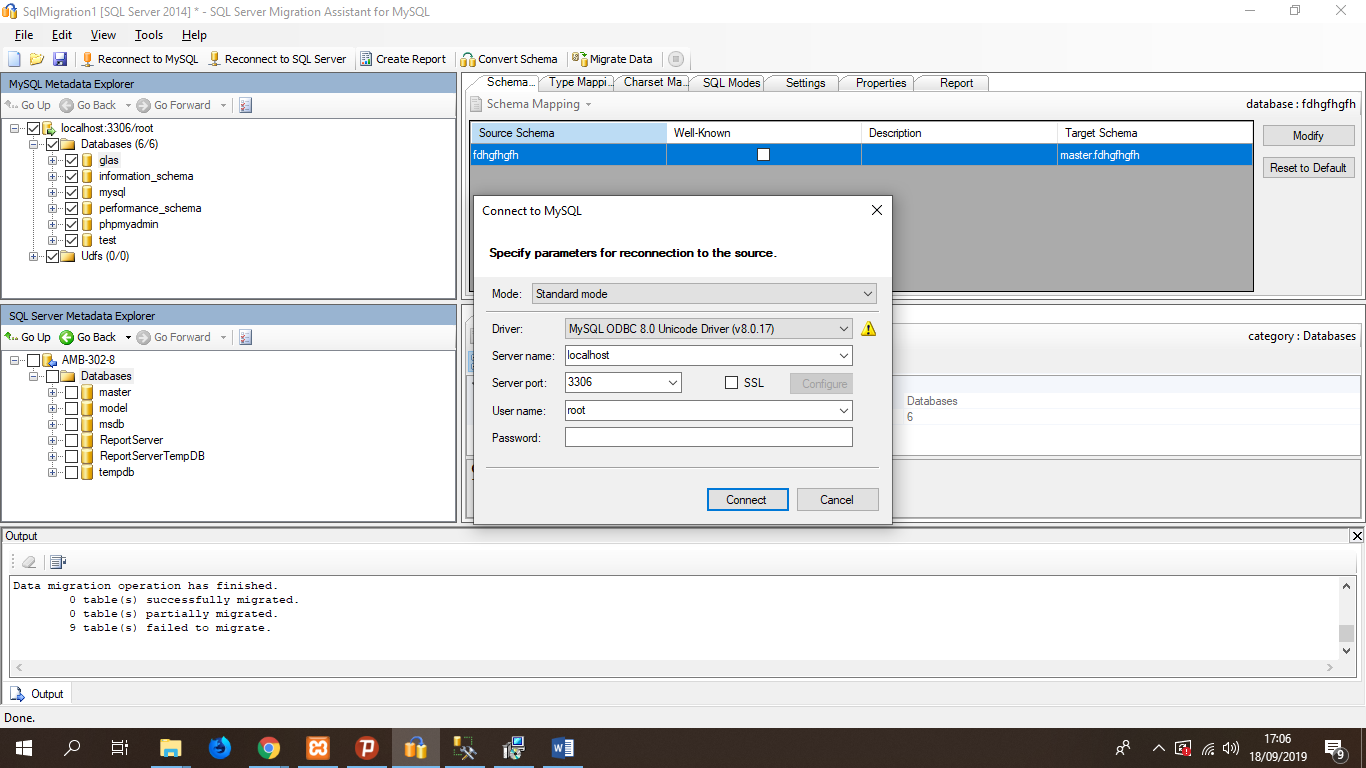 SqlMigration1 [SQL Server 2014] * - SQL Server Migration Assistant for MySQL
File Edit View Tools Help
Reconnect to MySQL Reconnect to SQL Server Create Report Convert Schema Migrate Data
MySQL Metadata Explorer
Go Up Go Back Go Forward
localhost:3306/root
Databases (6/6)
glas
information_schema
mysql
performance_schema
phpmyadmin
test
Udfs (0/0)
Schema... Type Mappi... Charset Ma... SQL Modes Settings Properties Report
Schema Mapping database : fdhgfhgfh
Source Schema Well-Known Description Target Schema
fdhgfhgfh master.fdhgfhgfh
Modify
Reset to Default
SQL Server Metadata Explorer
Go Up Go Back Go Forward
AMB-302-8
Databases
master
model
msdb
ReportServer
ReportServerTempDB
tempdb
category : Databases
Databases
6
Connect to MySQL
Specify parameters for reconnection to the source.
Mode: Standard mode
Driver: MySQL ODBC 8.0 Unicode Driver (v8.0.17)
Server name: localhost
Server port: 3306 SSL Configure
User name: root
Password:
Connect Cancel
Output
Data migration operation has finished.
0 table(s) successfully migrated.
0 table(s) partially migrated.
9 table(s) failed to migrate.
Output
Done.
17:06
18/09/2019
9